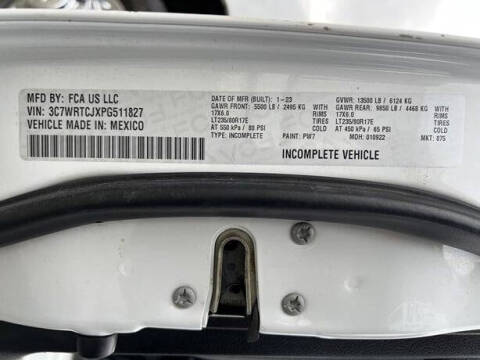 MFD BY: FCA US LLC
VIN: 3C7WRTCJXPG511827
VEHICLE MADE IN: MEXICO
DATE OF MFR (BUILT): 1-23
GAWR FRONT: 5500 LB / 2495 KG WITH
17X6.0 RIMS
LT235/80R17E TIRES
AT 550 kPa / 80 PSI COLD
TYPE: INCOMPLETE PAINT: PW7
GVWR: 13500 LB / 6124 KG
GAWR REAR: 9850 LB / 4468 KG WITH
17X6.0 RIMS
LT235/80R17E TIRES
AT 450 kPa / 65 PSI COLD
MDH: 010922 MKT: 075
INCOMPLETE VEHICLE